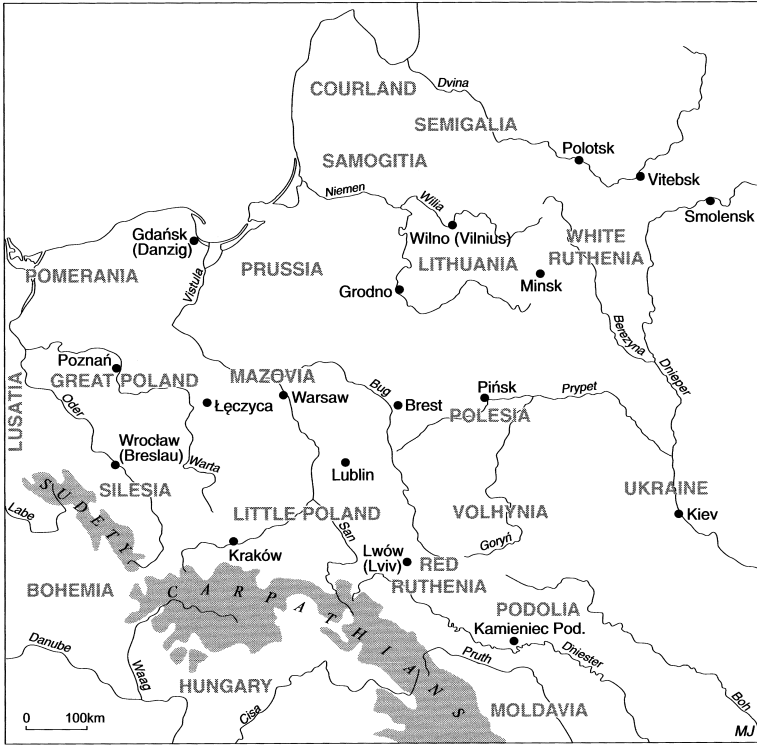 COURLAND
Dvina
SEMIGALIA
Polotsk
SAMOGITIA
Vitebsk
Niemen
Wilia
Smolensk
Gdańsk
(Danzig)
Wilno (Vilnius)
WHITE
RUTHENIA
POMERANIA
Vistula
PRUSSIA
LITHUANIA
Minsk
Grodno
Berezyna
Dnieper
Poznań
GREAT POLAND
MAZOVIA
Bug
Pińsk
Prypet
LUSATIA
Oder
Łęczyca
Warsaw
Brest
POLESIA
Wrocław
(Breslau)
Warta
Lublin
SILESIA
UKRAINE
SUDETY
Labe
LITTLE POLAND
VOLHYNIA
Kiev
San
Goryń
Kraków
Lwów
(Lviv)
RED
RUTHENIA
BOHEMIA
CARPATHIANS
PODOLIA
Kamieniec Pod.
Danube
Waag
Pruth
Dniester
HUNGARY
Cisa
MOLDAVIA
Boh
0 100km
MJ